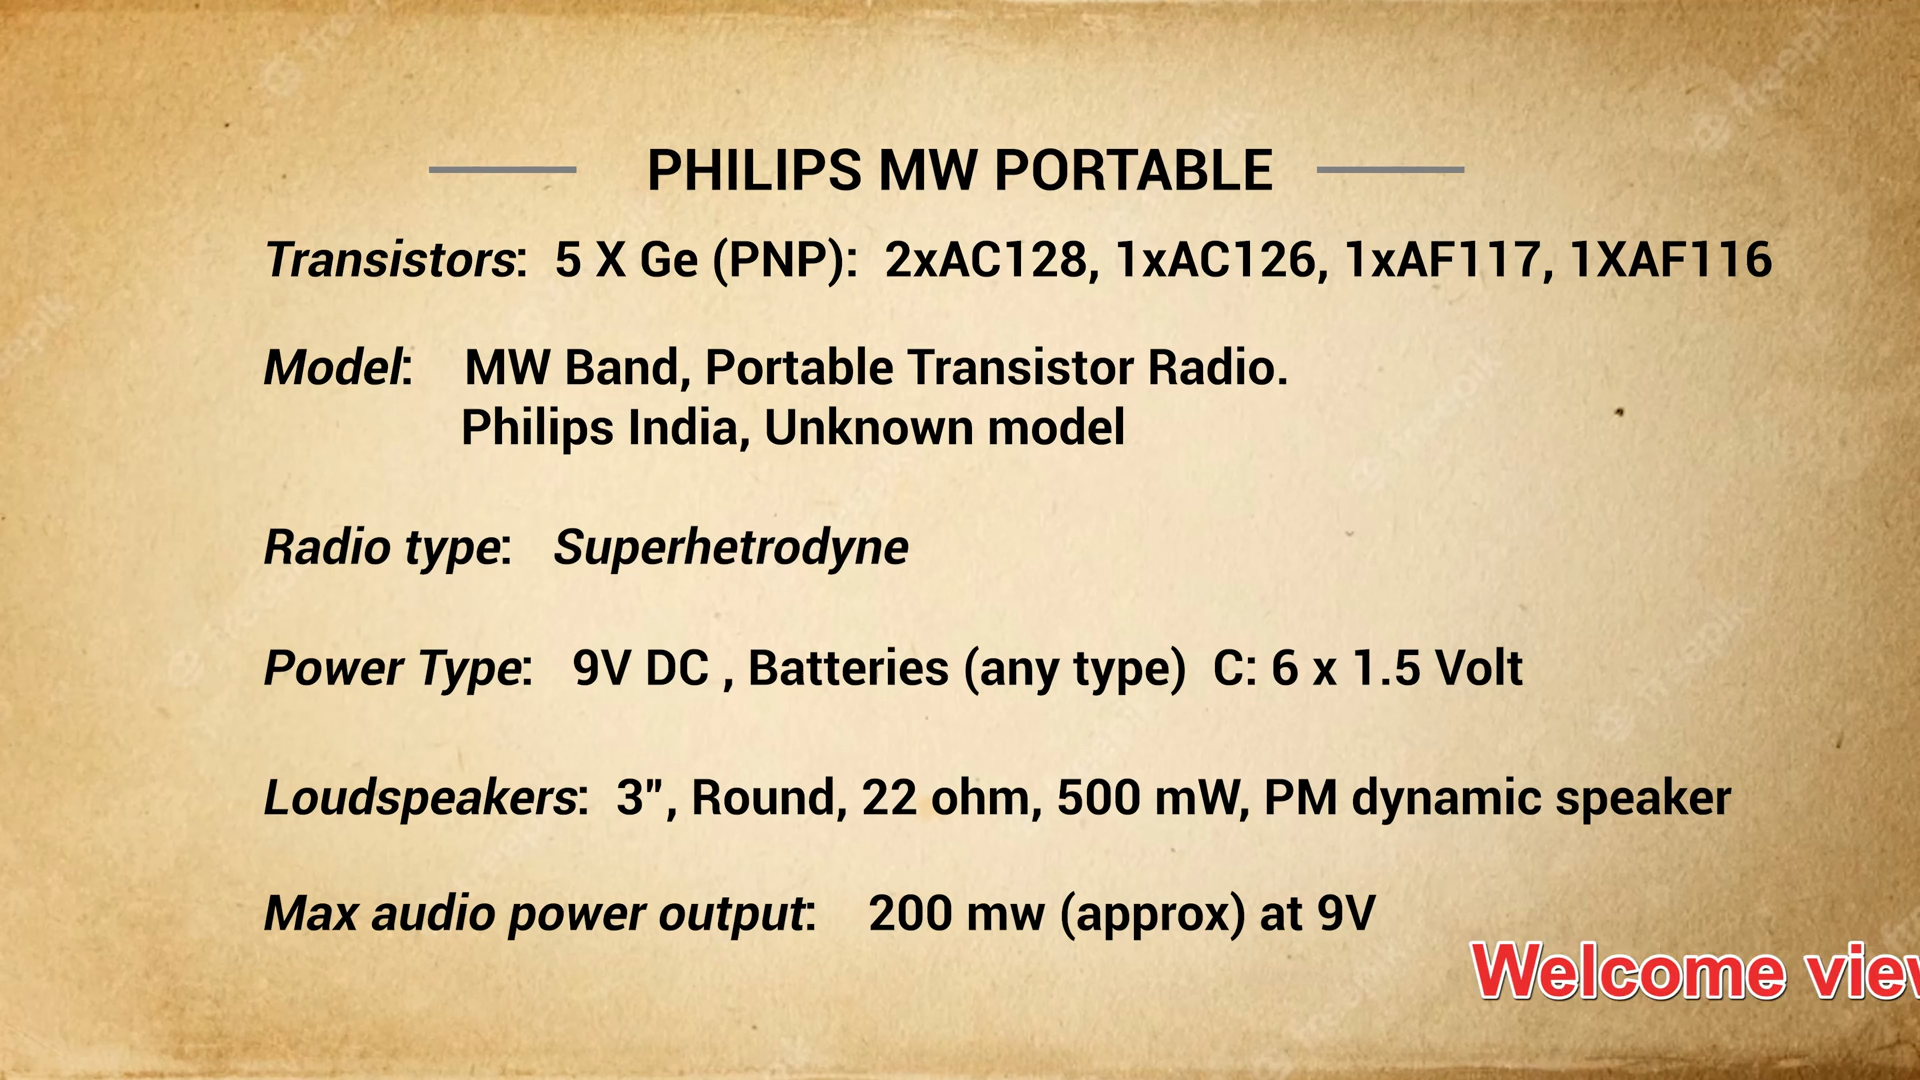 PHILIPS MW PORTABLE
Transistors: 5 X Ge (PNP): 2xAC128, 1xAC126, 1xAF117, 1XAF116
Model: MW Band, Portable Transistor Radio.
Philips India, Unknown model
Radio type: Superhetrodyne
Power Type: 9V DC , Batteries (any type) C: 6 x 1.5 Volt
Loudspeakers: 3”, Round, 22 ohm, 500 mW, PM dynamic speaker
Max audio power output: 200 mw (approx) at 9V
Welcome